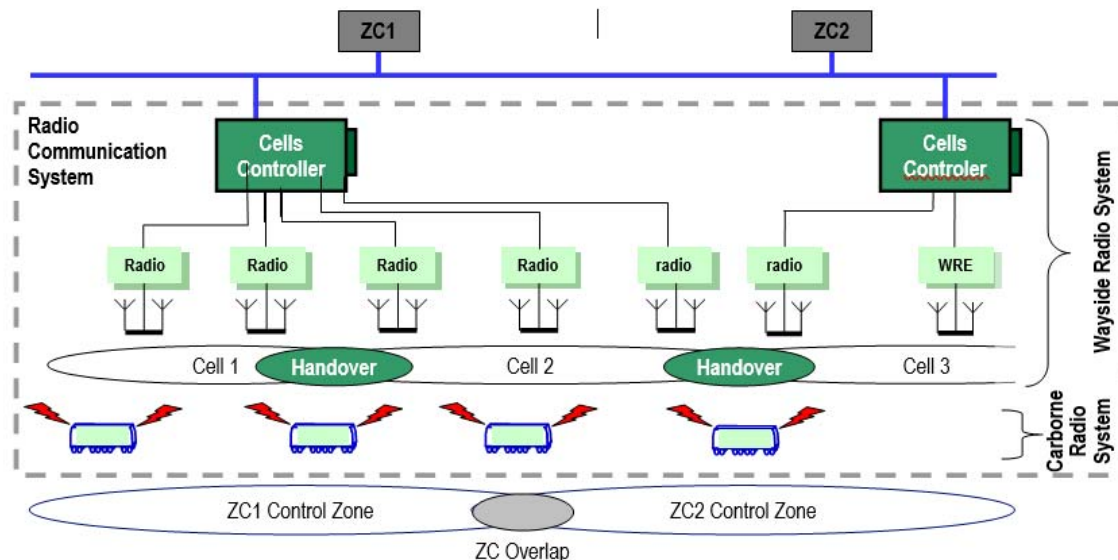 ZC1
ZC2
Radio
Communication
System
Cells
Controller
Cells
Controler
Wayside Radio System
Radio
Radio
Radio
Radio
radio
radio
WRE
Cell 1
Handover
Cell 2
Handover
Cell 3
Carborne
Radio
System
ZC1 Control Zone
ZC2 Control Zone
ZC Overlap